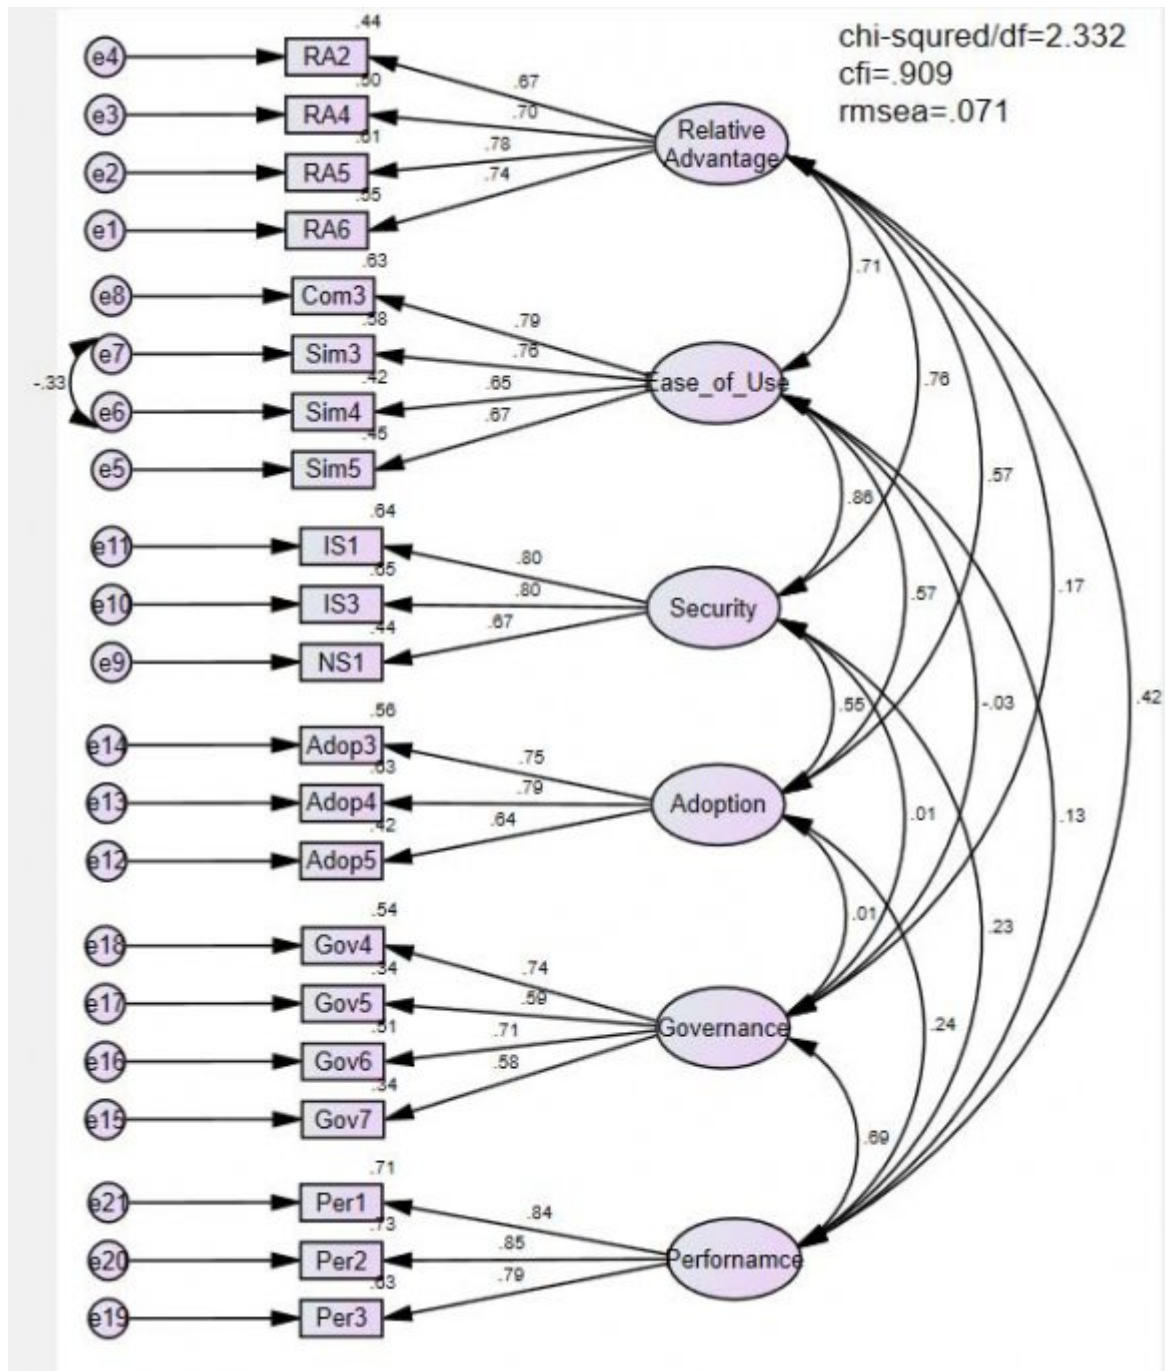 chi-squred/df=2.332
cfi=.909
rmsea=.071
.44
e4 RA2
.67
.50
e3 RA4
.70
.61
e2 RA5
.78
.55
e1 RA6
.74
Relative
Advantage
.63
e8 Com3
.79
.58
e7 Sim3
.76
.42
e6 Sim4
.65
e5 Sim5
.67
-.33
Ease_of_Use
.64
e11 IS1
.80
.65
e10 IS3
.80
.44
e9 NS1
.67
Security
.56
e14 Adop3
.75
.63
e13 Adop4
.79
.42
e12 Adop5
.64
Adoption
.54
e18 Gov4
.74
.34
e17 Gov5
.59
.51
e16 Gov6
.71
.34
e15 Gov7
.58
Governance
.71
e21 Per1
.84
.73
e20 Per2
.85
.63
e19 Per3
.79
Perfornamce
.71
.76
.57
.17
.42
.86
.57
-.03
.13
.55
.01
.23
.01
.24
.69